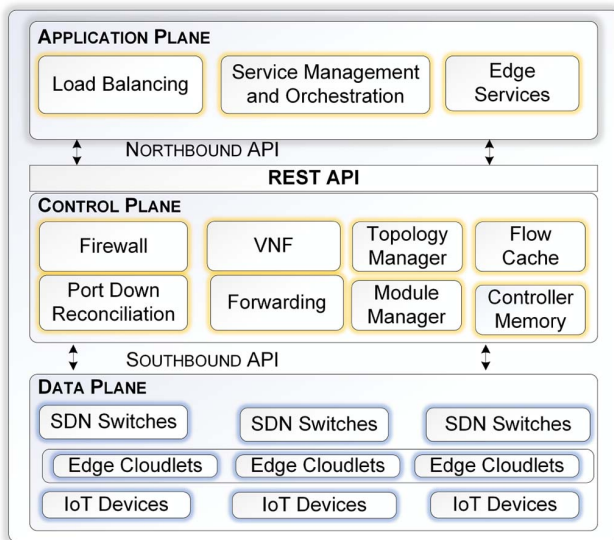 APPLICATION PLANE
Load Balancing
Service Management
and Orchestration
Edge
Services
NORTHBOUND API
REST API
CONTROL PLANE
Firewall
VNF
Topology
Manager
Flow
Cache
Port Down
Reconciliation
Forwarding
Module
Manager
Controller
Memory
SOUTHBOUND API
DATA PLANE
SDN Switches
SDN Switches
SDN Switches
Edge Cloudlets
Edge Cloudlets
Edge Cloudlets
IoT Devices
IoT Devices
IoT Devices